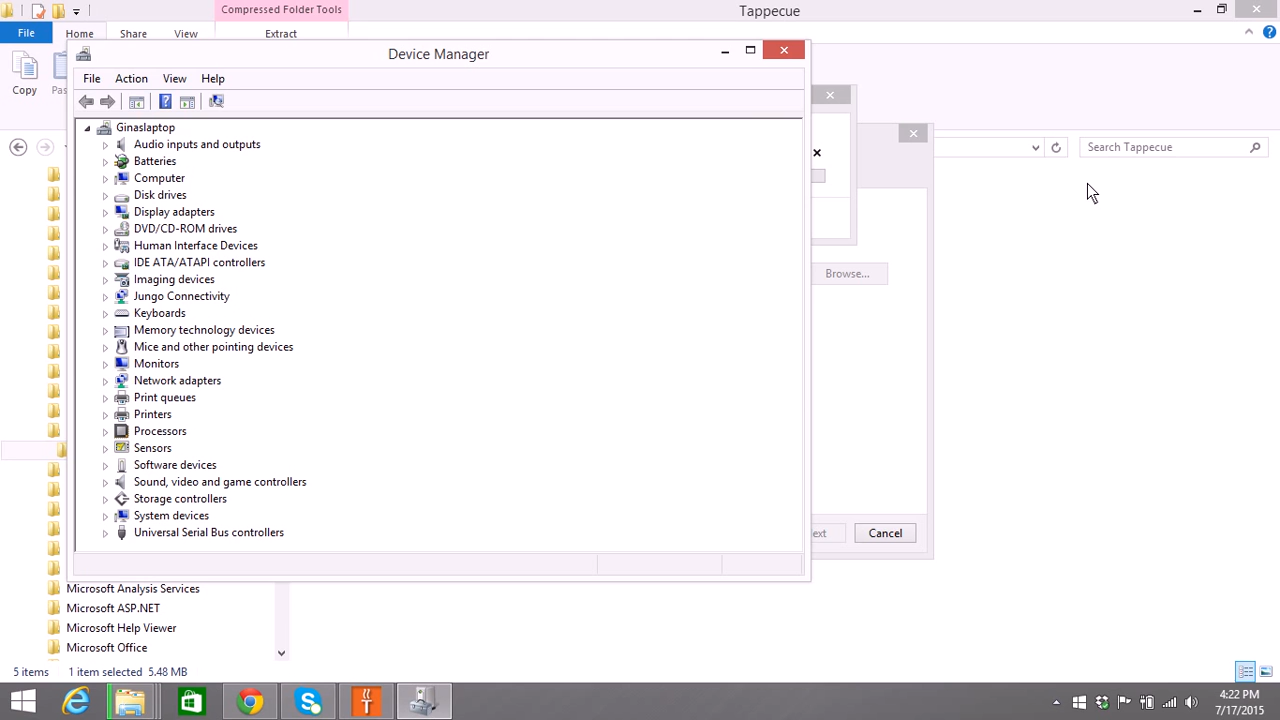 Compressed Folder Tools
Tappecue
File
Home
Share
View
Extract
Copy
Device Manager
File
Action
View
Help
Search Tappecue
Ginaslaptop
Audio inputs and outputs
Batteries
Computer
Disk drives
Display adapters
DVD/CD-ROM drives
Human Interface Devices
IDE ATA/ATAPI controllers
Browse...
Imaging devices
Jungo Connectivity
Keyboards
Memory technology devices
Mice and other pointing devices
Monitors
Network adapters
Print queues
Printers
Processors
Sensors
Software devices
Sound, video and game controllers
Storage controllers
System devices
Universal Serial Bus controllers
Cancel
Microsoft Analysis Services
Microsoft ASP.NET
Microsoft Help Viewer
Microsoft Office
5 items 1 item selected 5.48 MB
4:22 PM
7/17/2015